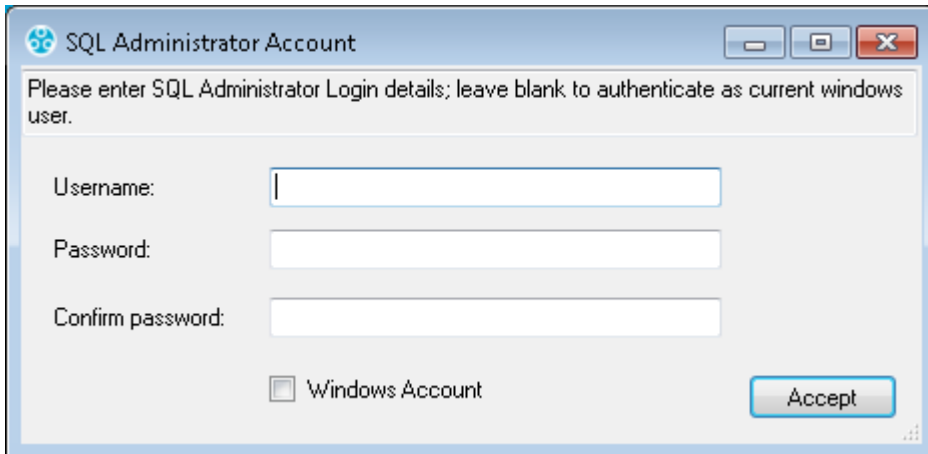 SQL Administrator Account
Please enter SQL Administrator Login details; leave blank to authenticate as current windows
user.
Username:
Password:
Confirm password:
Windows Account
Accept